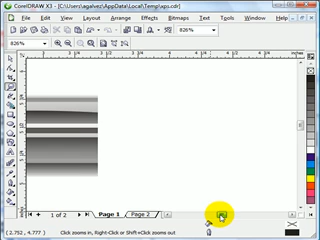 CorelDRAW X3 - [C:\Users\agalvez\AppData\Local\Temp\xps.cdr]
File Edit View Layout Arrange Effects Bitmaps Text Tools Window Help
826%
826%
inches
1 of 2 Page 1 Page 2
(2.752, 4.777) Click zooms in, Right-Click or Shift+Click zooms out